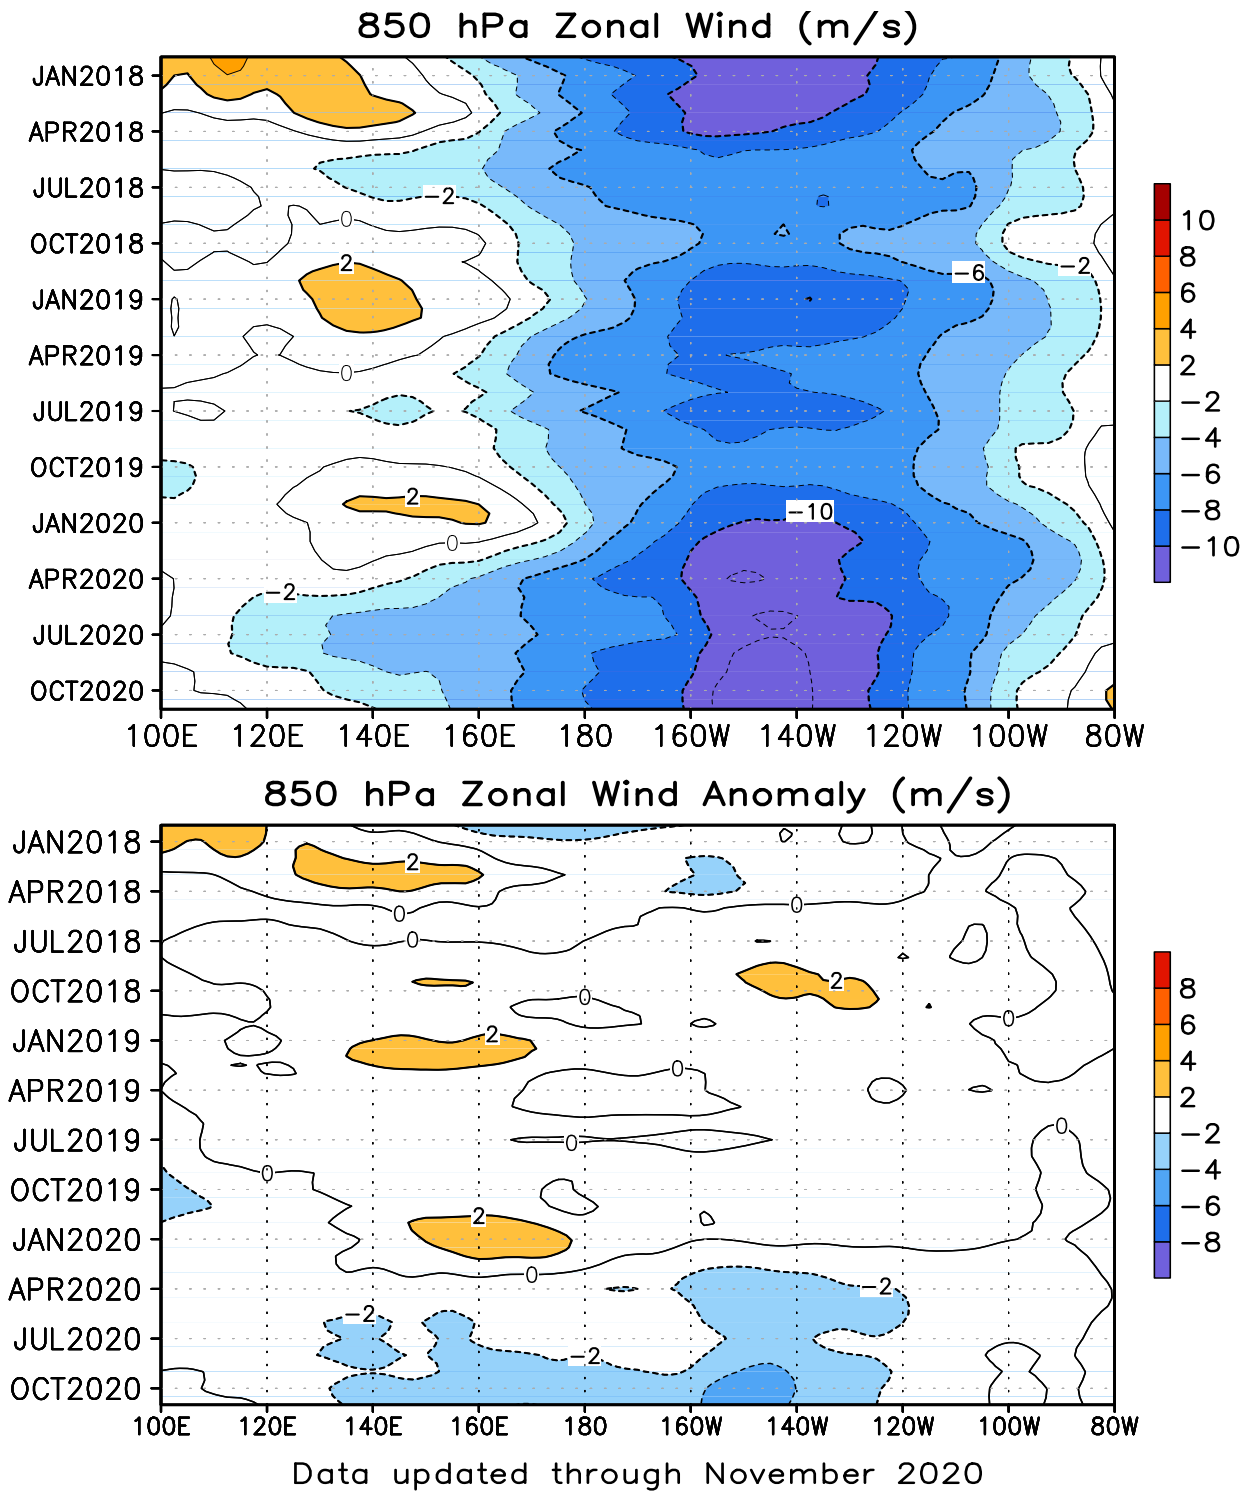 850 hPa Zonal Wind (m/s)
JAN2018
APR2018
JUL2018
OCT2018
JAN2019
APR2019
JUL2019
OCT2019
JAN2020
APR2020
JUL2020
OCT2020
−2
0
2
0
−6
−2
2
0
−10
−2
100E 120E 140E 160E 180 160W 140W 120W 100W 80W
10
8
6
4
2
−2
−4
−6
−8
−10
850 hPa Zonal Wind Anomaly (m/s)
JAN2018
APR2018
JUL2018
OCT2018
JAN2019
APR2019
JUL2019
OCT2019
JAN2020
APR2020
JUL2020
OCT2020
2
0
0
0
2
0
0
2
0
0
0
0
2
0
−2
−2
−2
100E 120E 140E 160E 180 160W 140W 120W 100W 80W
8
6
4
2
−2
−4
−6
−8
Data updated through November 2020